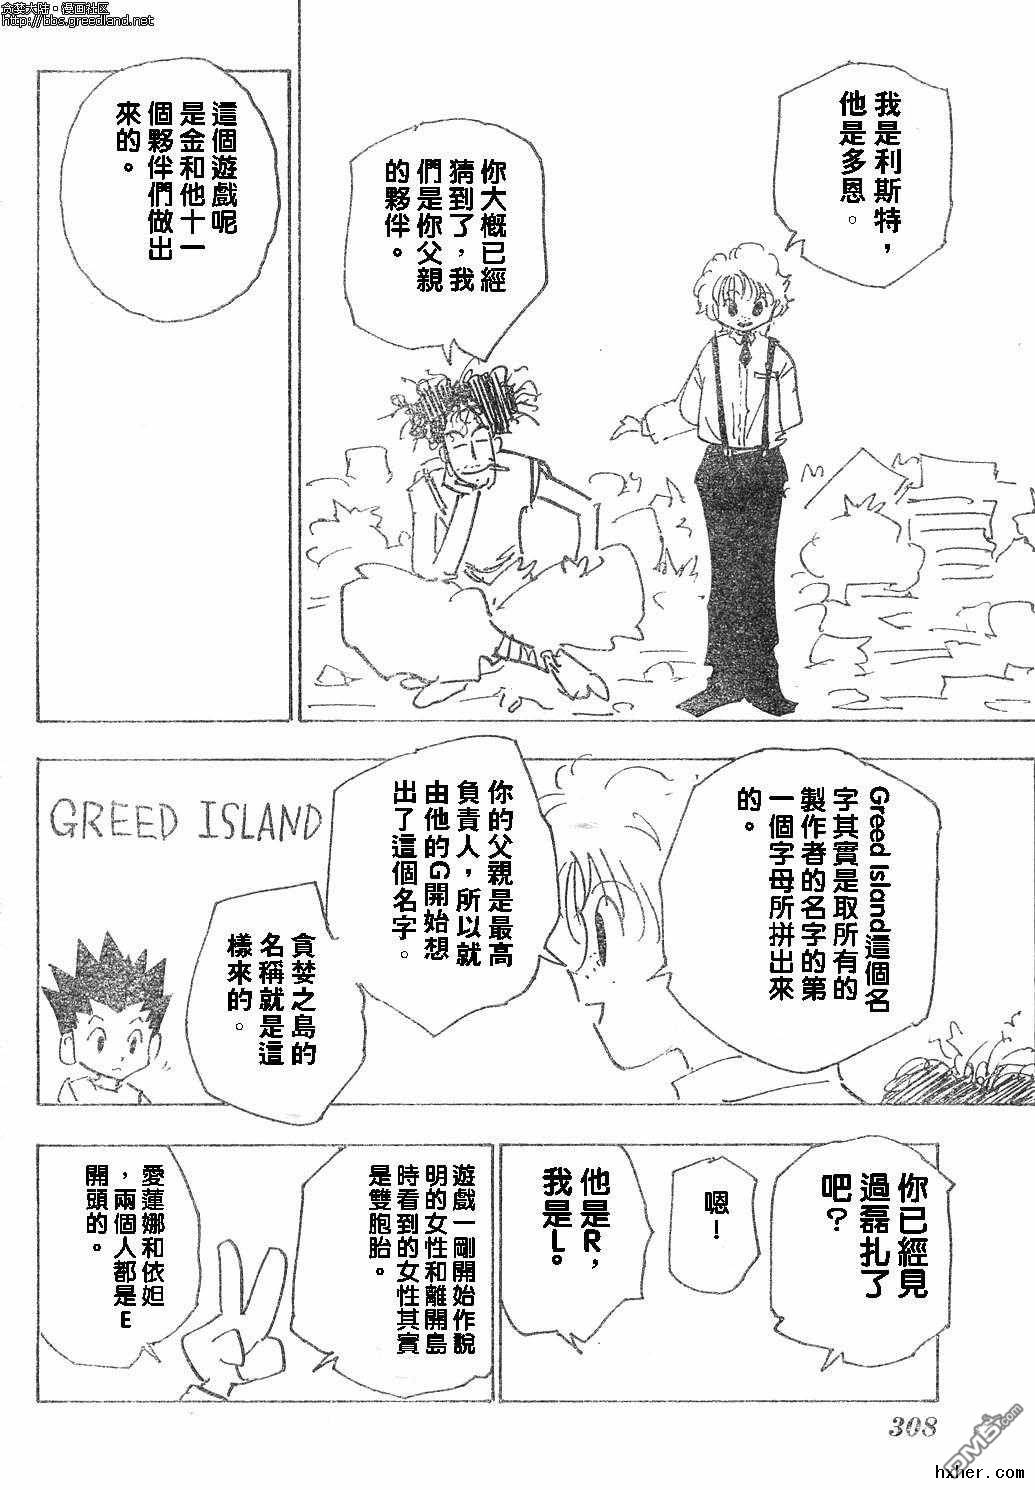 贪婪大陆·漫画社区
http://bbs.greedland.net
我是利斯特，
他是多恩。
你大概已經
猜到了，我
們是你父親
的夥伴。
這個遊戲呢
是金和他十一
個夥伴們做出
來的。
Greed Island這個名
字其實是取所有的
製作者的名字的第
一個字母所拼出來
的。
你的父親是最高
負責人，所以就
由他的G開始想
出了這個名字。
GREED ISLAND
貪婪之島的
名稱就是這
樣來的。
你已經見
過磊扎了
吧？
嗯！
他是R，
我是L。
遊戲一剛開始作說
明的女性和離開島
時看到的女性其實
是雙胞胎。
愛蓮娜和依妲
，兩個人都是E
開頭的。
308
DM5.com
hxher.com